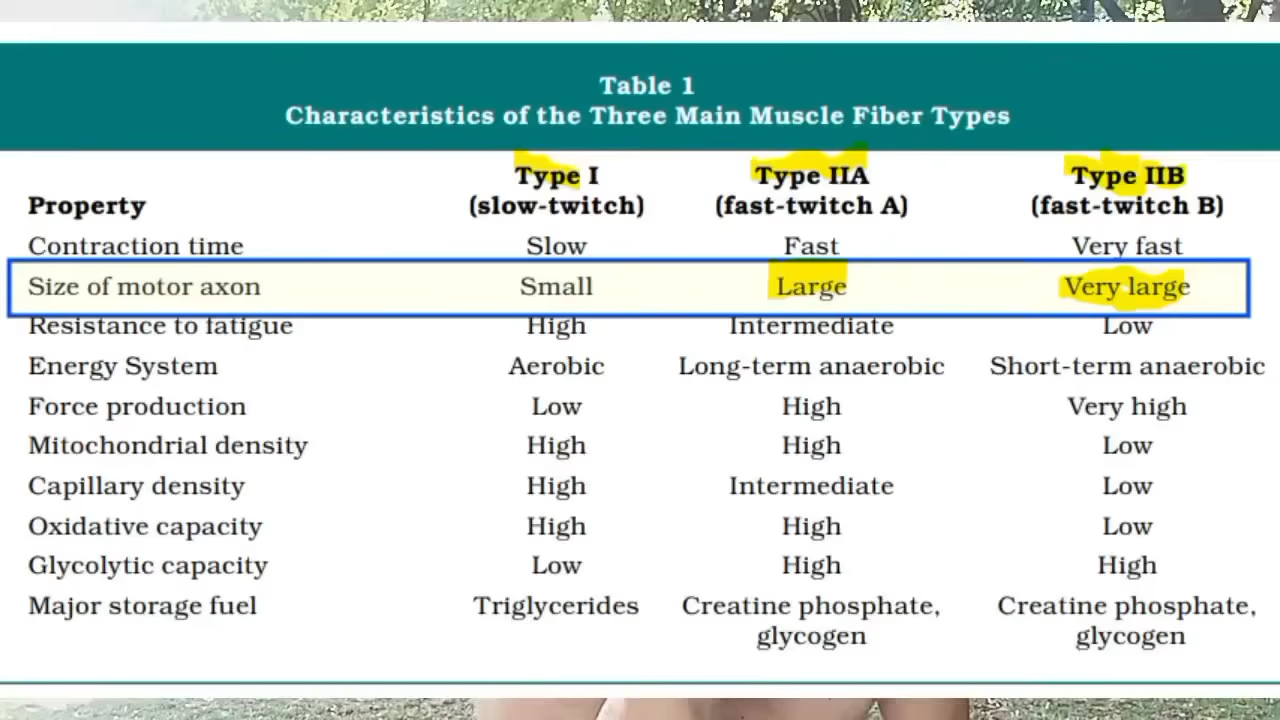 Table 1
Characteristics of the Three Main Muscle Fiber Types
Type I Type IIA Type IIB
Property (slow-twitch) (fast-twitch A) (fast-twitch B)
Contraction time Slow Fast Very fast
Size of motor axon Small Large Very large
Resistance to fatigue High Intermediate Low
Energy System Aerobic Long-term anaerobic Short-term anaerobic
Force production Low High Very high
Mitochondrial density High High Low
Capillary density High Intermediate Low
Oxidative capacity High High Low
Glycolytic capacity Low High High
Major storage fuel Triglycerides Creatine phosphate, Creatine phosphate,
glycogen glycogen